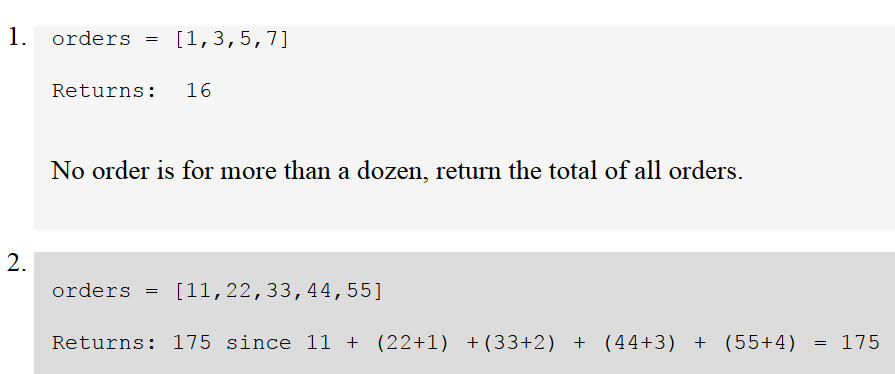 1. orders = [1,3,5,7]
Returns: 16
No order is for more than a dozen, return the total of all orders.
2.
orders = [11,22,33,44,55]
Returns: 175 since 11 + (22+1) +(33+2) + (44+3) + (55+4) = 175